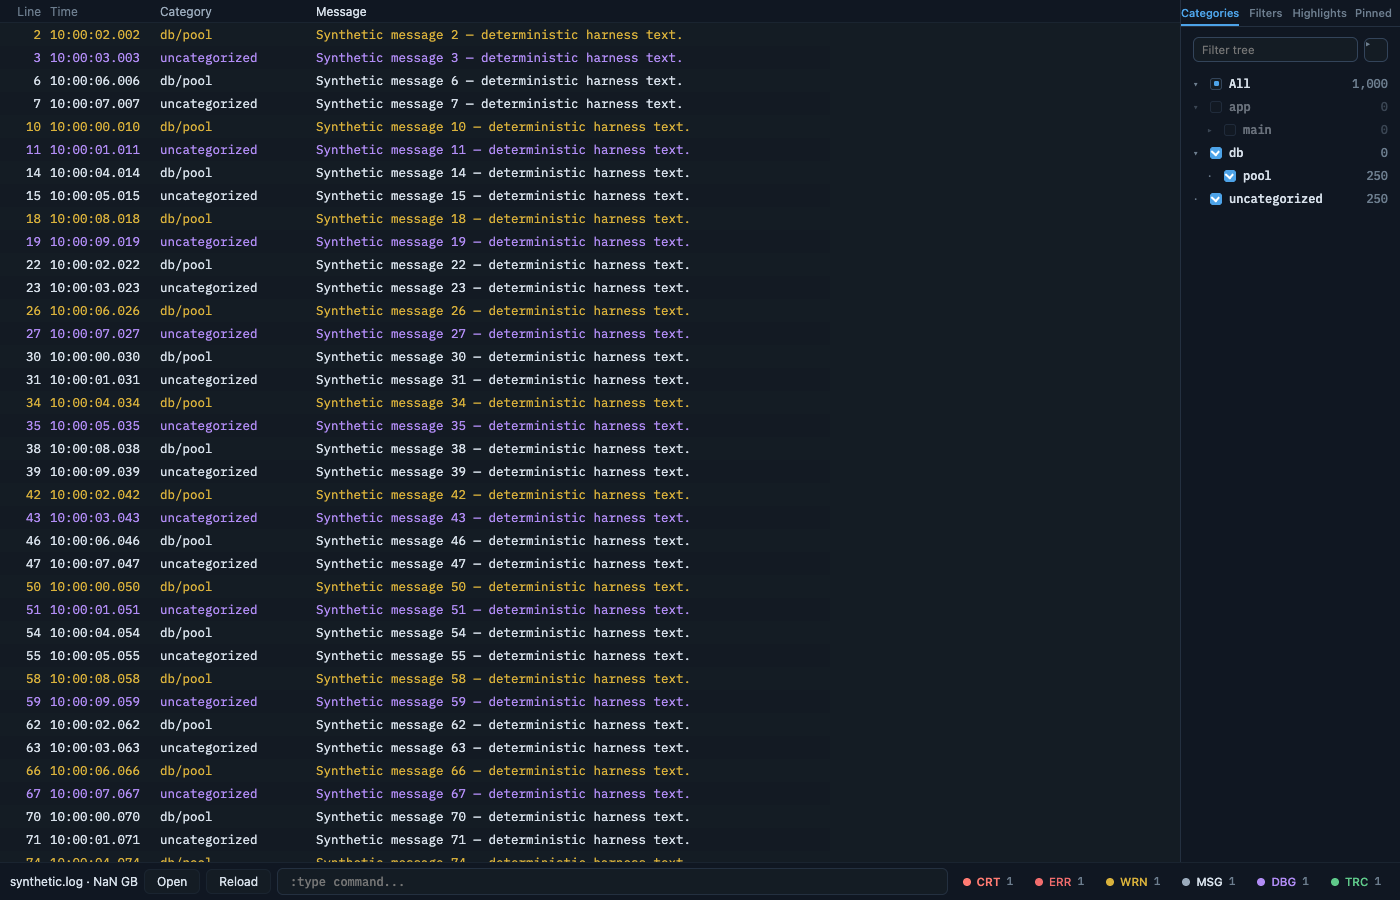 Line Time Category Message
2 10:00:02.002 db/pool Synthetic message 2 — deterministic harness text.
3 10:00:03.003 uncategorized Synthetic message 3 — deterministic harness text.
6 10:00:06.006 db/pool Synthetic message 6 — deterministic harness text.
7 10:00:07.007 uncategorized Synthetic message 7 — deterministic harness text.
10 10:00:00.010 db/pool Synthetic message 10 — deterministic harness text.
11 10:00:01.011 uncategorized Synthetic message 11 — deterministic harness text.
14 10:00:04.014 db/pool Synthetic message 14 — deterministic harness text.
15 10:00:05.015 uncategorized Synthetic message 15 — deterministic harness text.
18 10:00:08.018 db/pool Synthetic message 18 — deterministic harness text.
19 10:00:09.019 uncategorized Synthetic message 19 — deterministic harness text.
22 10:00:02.022 db/pool Synthetic message 22 — deterministic harness text.
23 10:00:03.023 uncategorized Synthetic message 23 — deterministic harness text.
26 10:00:06.026 db/pool Synthetic message 26 — deterministic harness text.
27 10:00:07.027 uncategorized Synthetic message 27 — deterministic harness text.
30 10:00:00.030 db/pool Synthetic message 30 — deterministic harness text.
31 10:00:01.031 uncategorized Synthetic message 31 — deterministic harness text.
34 10:00:04.034 db/pool Synthetic message 34 — deterministic harness text.
35 10:00:05.035 uncategorized Synthetic message 35 — deterministic harness text.
38 10:00:08.038 db/pool Synthetic message 38 — deterministic harness text.
39 10:00:09.039 uncategorized Synthetic message 39 — deterministic harness text.
42 10:00:02.042 db/pool Synthetic message 42 — deterministic harness text.
43 10:00:03.043 uncategorized Synthetic message 43 — deterministic harness text.
46 10:00:06.046 db/pool Synthetic message 46 — deterministic harness text.
47 10:00:07.047 uncategorized Synthetic message 47 — deterministic harness text.
50 10:00:00.050 db/pool Synthetic message 50 — deterministic harness text.
51 10:00:01.051 uncategorized Synthetic message 51 — deterministic harness text.
54 10:00:04.054 db/pool Synthetic message 54 — deterministic harness text.
55 10:00:05.055 uncategorized Synthetic message 55 — deterministic harness text.
58 10:00:08.058 db/pool Synthetic message 58 — deterministic harness text.
59 10:00:09.059 uncategorized Synthetic message 59 — deterministic harness text.
62 10:00:02.062 db/pool Synthetic message 62 — deterministic harness text.
63 10:00:03.063 uncategorized Synthetic message 63 — deterministic harness text.
66 10:00:06.066 db/pool Synthetic message 66 — deterministic harness text.
67 10:00:07.067 uncategorized Synthetic message 67 — deterministic harness text.
70 10:00:00.070 db/pool Synthetic message 70 — deterministic harness text.
71 10:00:01.071 uncategorized Synthetic message 71 — deterministic harness text.
74 10:00:04.074 db/pool Synthetic message 74 — deterministic harness text.
Categories Filters Highlights Pinned
Filter tree
All 1,000
app 0
main 0
db 0
pool 250
uncategorized 250
synthetic.log · NaN GB Open Reload :type command... CRT 1 ERR 1 WRN 1 MSG 1 DBG 1 TRC 1